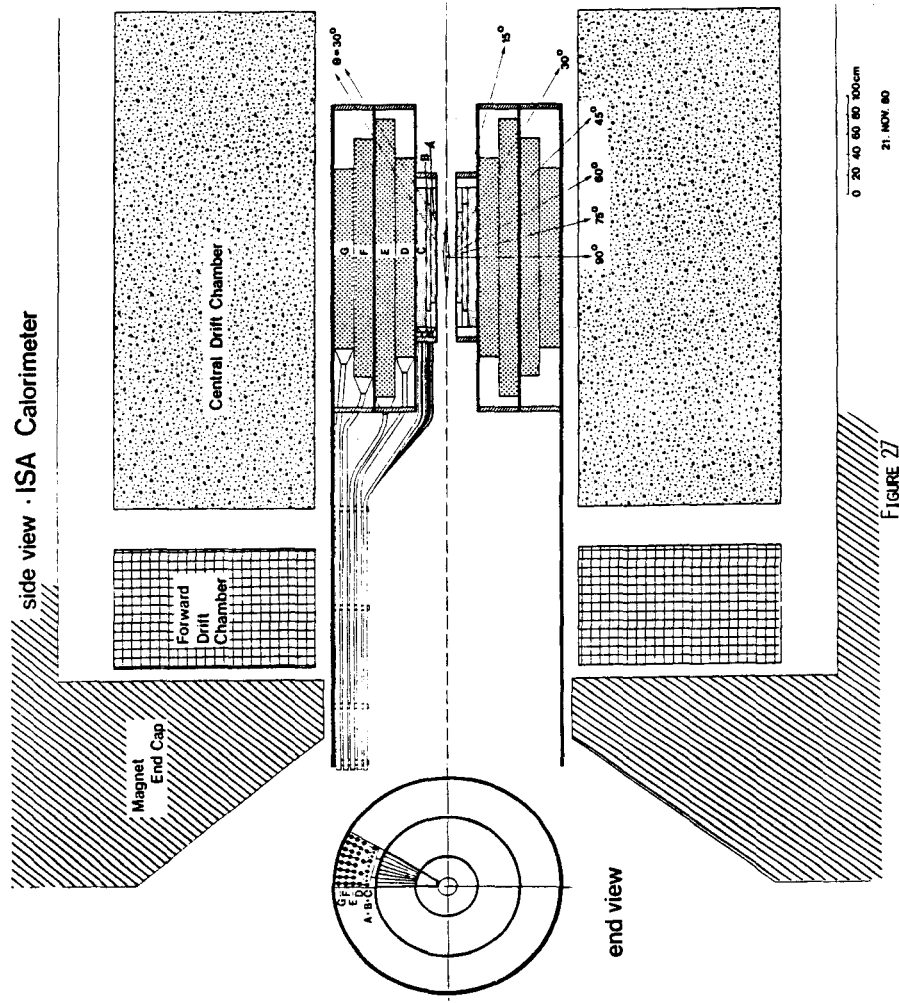 side view · ISA Calorimeter
Magnet
End Cap
Forward
Drift
Chamber
Central Drift Chamber
G
F
E
D
C
B
A
θ=30°
15°
30°
45°
60°
75°
90°
G
F
E
D
A·B·C
end view
0 20 40 60 80 100cm
21 NOV. 80
FIGURE 27